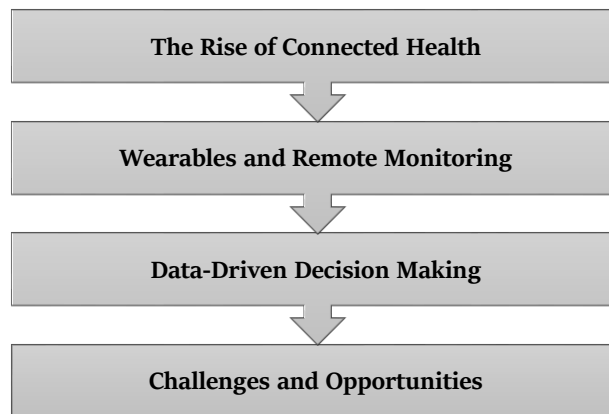 The Rise of Connected Health
Wearables and Remote Monitoring
Data-Driven Decision Making
Challenges and Opportunities